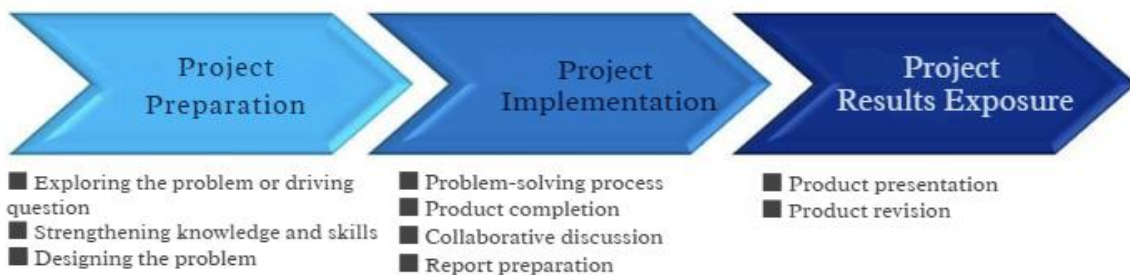 Project
Preparation
Project
Implementation
Project
Results Exposure
■ Exploring the problem or driving
question
■ Strengthening knowledge and skills
■ Designing the problem
■ Problem-solving process
■ Product completion
■ Collaborative discussion
■ Report preparation
■ Product presentation
■ Product revision